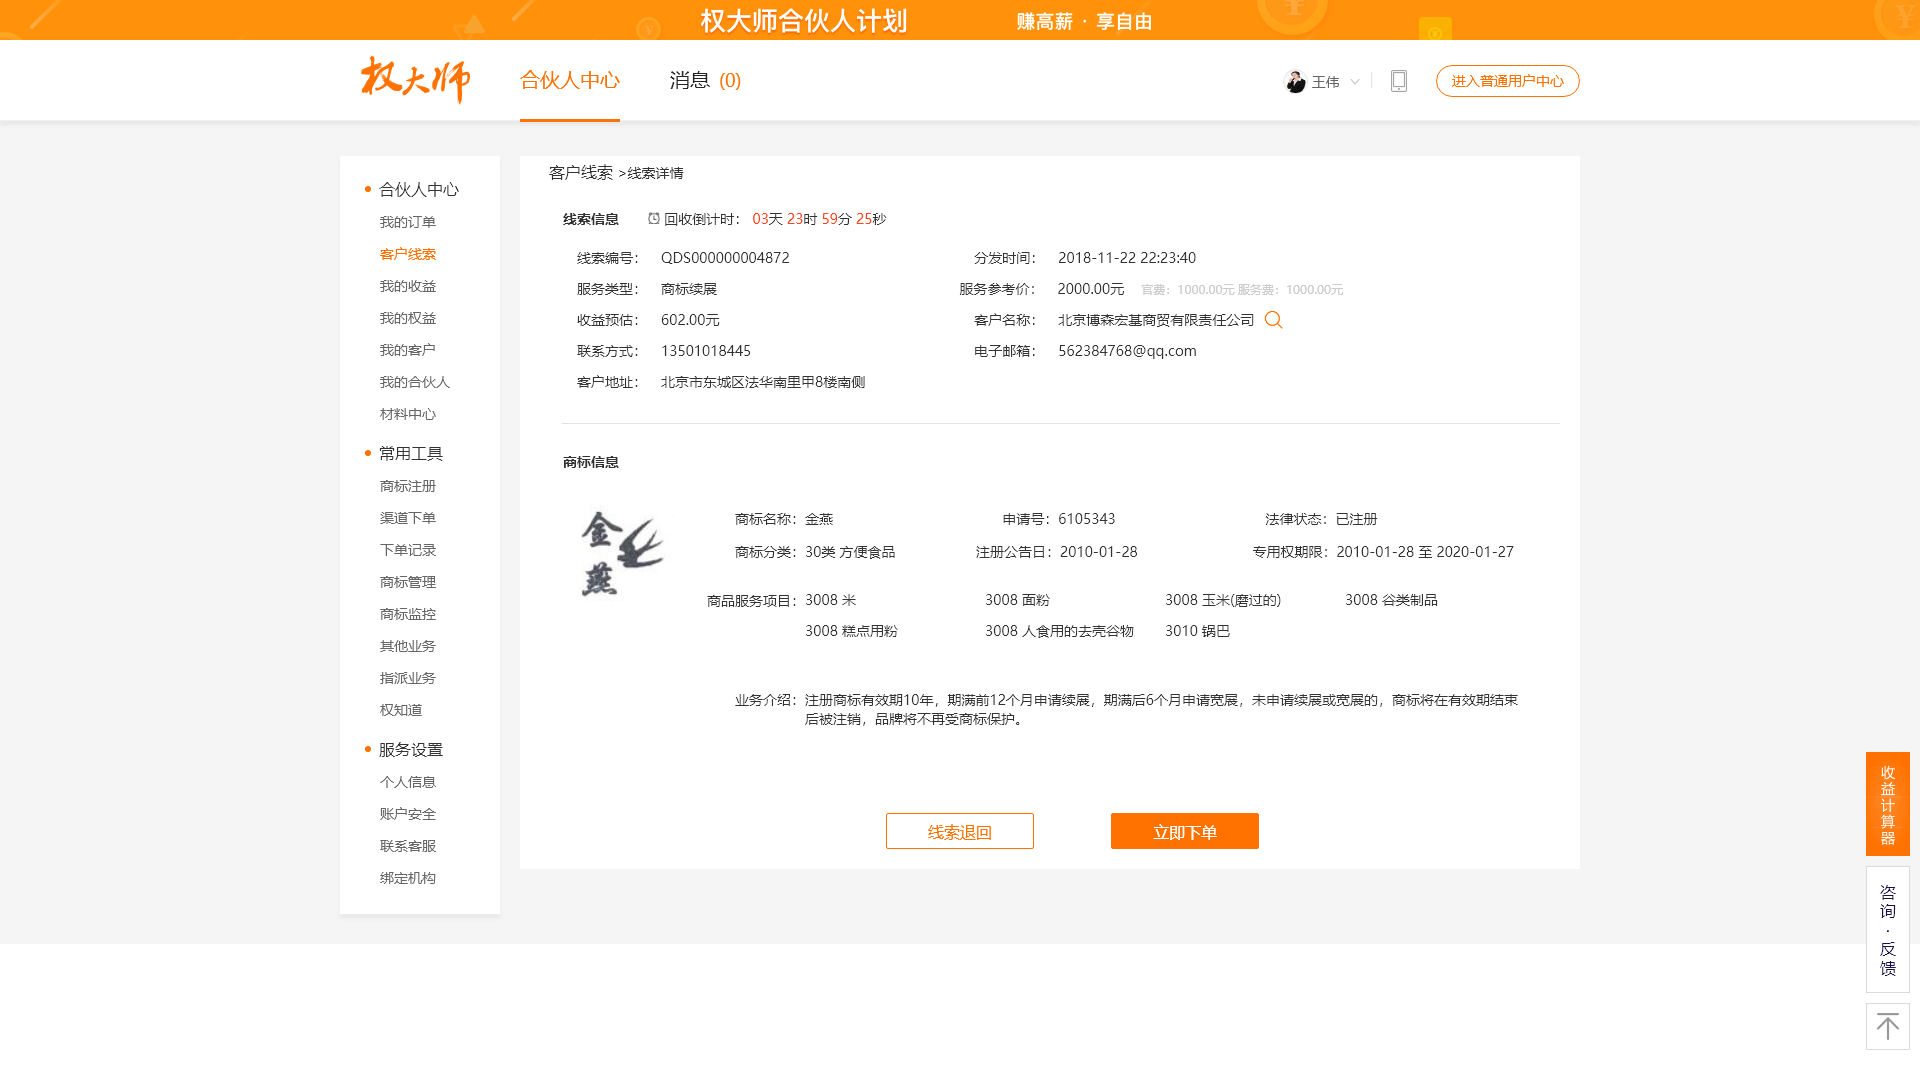 权大师合伙人计划 赚高薪 · 享自由
权大师 合伙人中心 消息 (0) 王伟 进入普通用户中心
合伙人中心
我的订单
客户线索
我的收益
我的权益
我的客户
我的合伙人
材料中心
常用工具
商标注册
渠道下单
下单记录
商标管理
商标监控
其他业务
指派业务
权知道
服务设置
个人信息
账户安全
联系客服
绑定机构
客户线索 >线索详情
线索信息 回收倒计时： 03天 23时 59分 25秒
线索编号： QDS000000004872 分发时间： 2018-11-22 22:23:40
服务类型： 商标续展 服务参考价： 2000.00元 官费：1000.00元 服务费：1000.00元
收益预估： 602.00元 客户名称： 北京博森宏基商贸有限责任公司
联系方式： 13501018445 电子邮箱： 562384768@qq.com
客户地址： 北京市东城区法华南里甲8楼南侧
商标信息
金
燕
商标名称：金燕 申请号：6105343 法律状态：已注册
商标分类：30类 方便食品 注册公告日：2010-01-28 专用权期限：2010-01-28 至 2020-01-27
商品服务项目：3008 米 3008 面粉 3008 玉米(磨过的) 3008 谷类制品
3008 糕点用粉 3008 人食用的去壳谷物 3010 锅巴
业务介绍：注册商标有效期10年，期满前12个月申请续展，期满后6个月申请宽展，未申请续展或宽展的，商标将在有效期结束
后被注销，品牌将不再受商标保护。
线索退回 立即下单
收益计算器
咨询·反馈